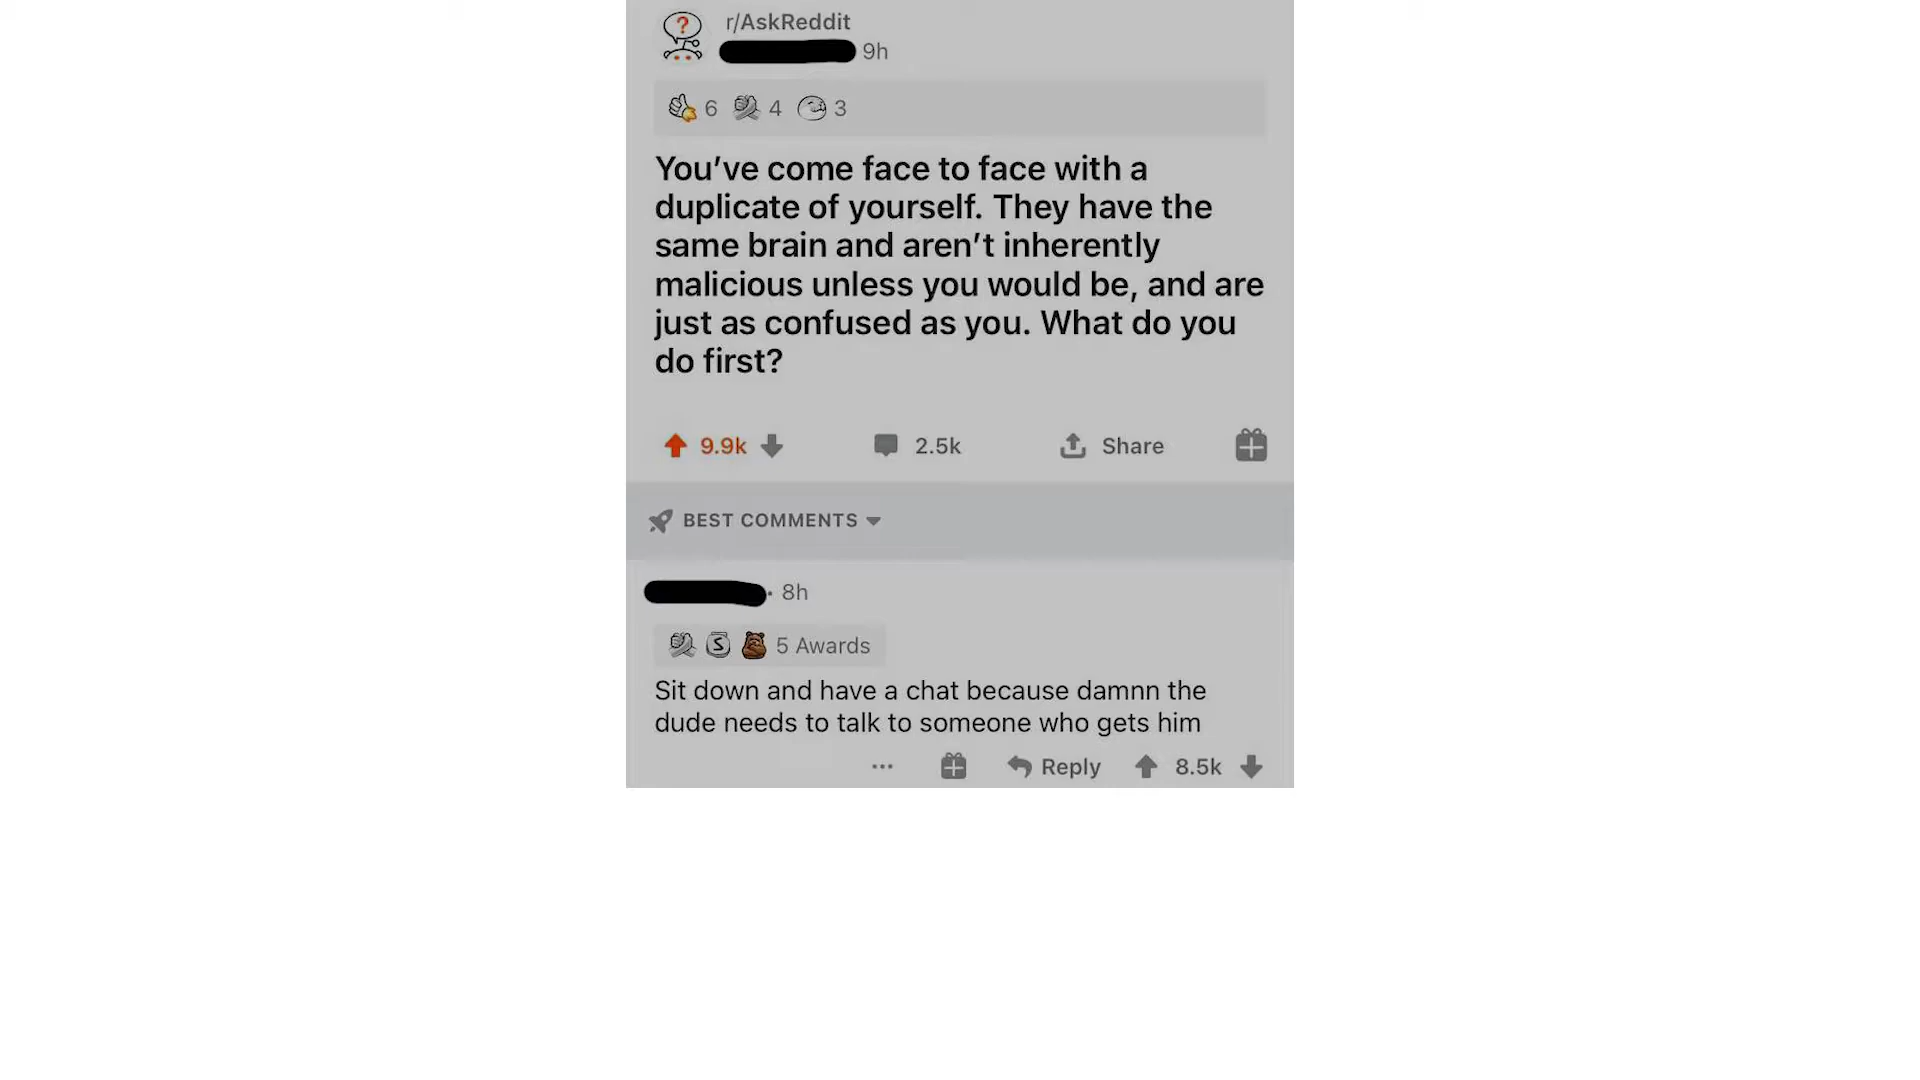 r/AskReddit
9h
6 4 3
You’ve come face to face with a
duplicate of yourself. They have the
same brain and aren’t inherently
malicious unless you would be, and are
just as confused as you. What do you
do first?
9.9k 2.5k Share
BEST COMMENTS
· 8h
S 5 Awards
Sit down and have a chat because damnn the
dude needs to talk to someone who gets him
... Reply 8.5k